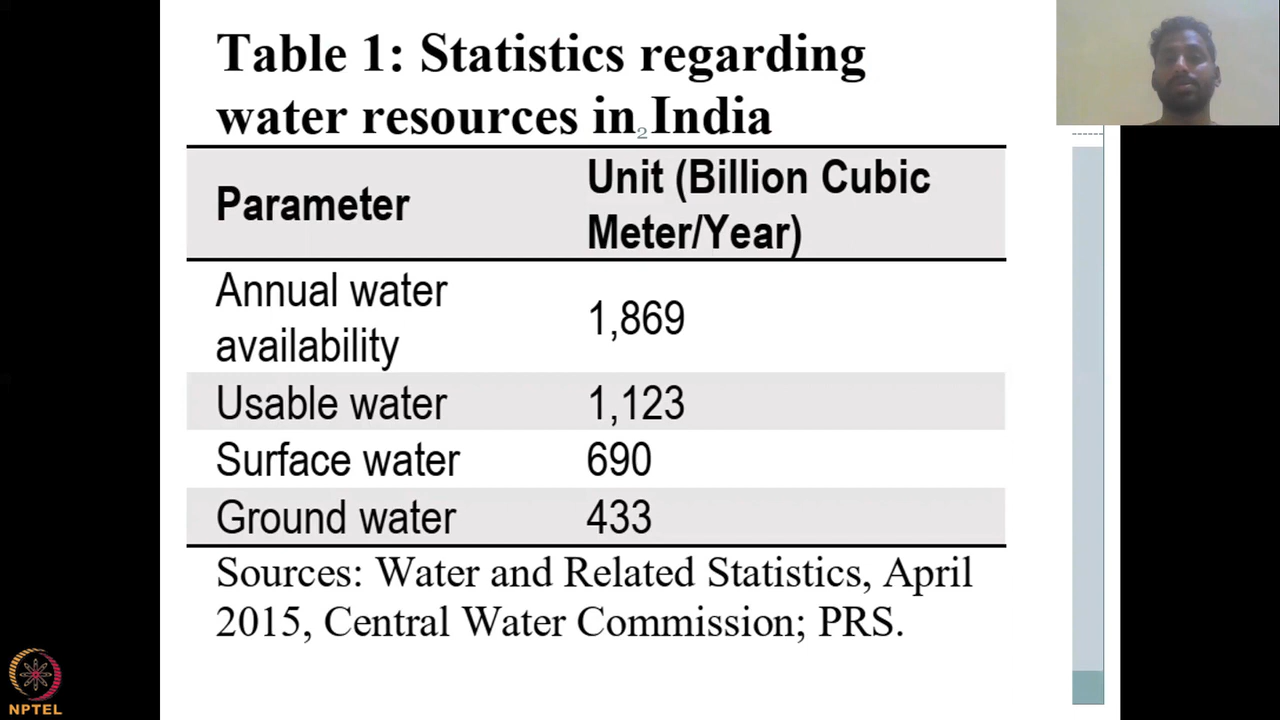 Table 1: Statistics regarding
water resources in India
2
Parameter
Unit (Billion Cubic
Meter/Year)
Annual water
availability
1,869
Usable water 1,123
Surface water 690
Ground water 433
Sources: Water and Related Statistics, April
2015, Central Water Commission; PRS.
NPTEL